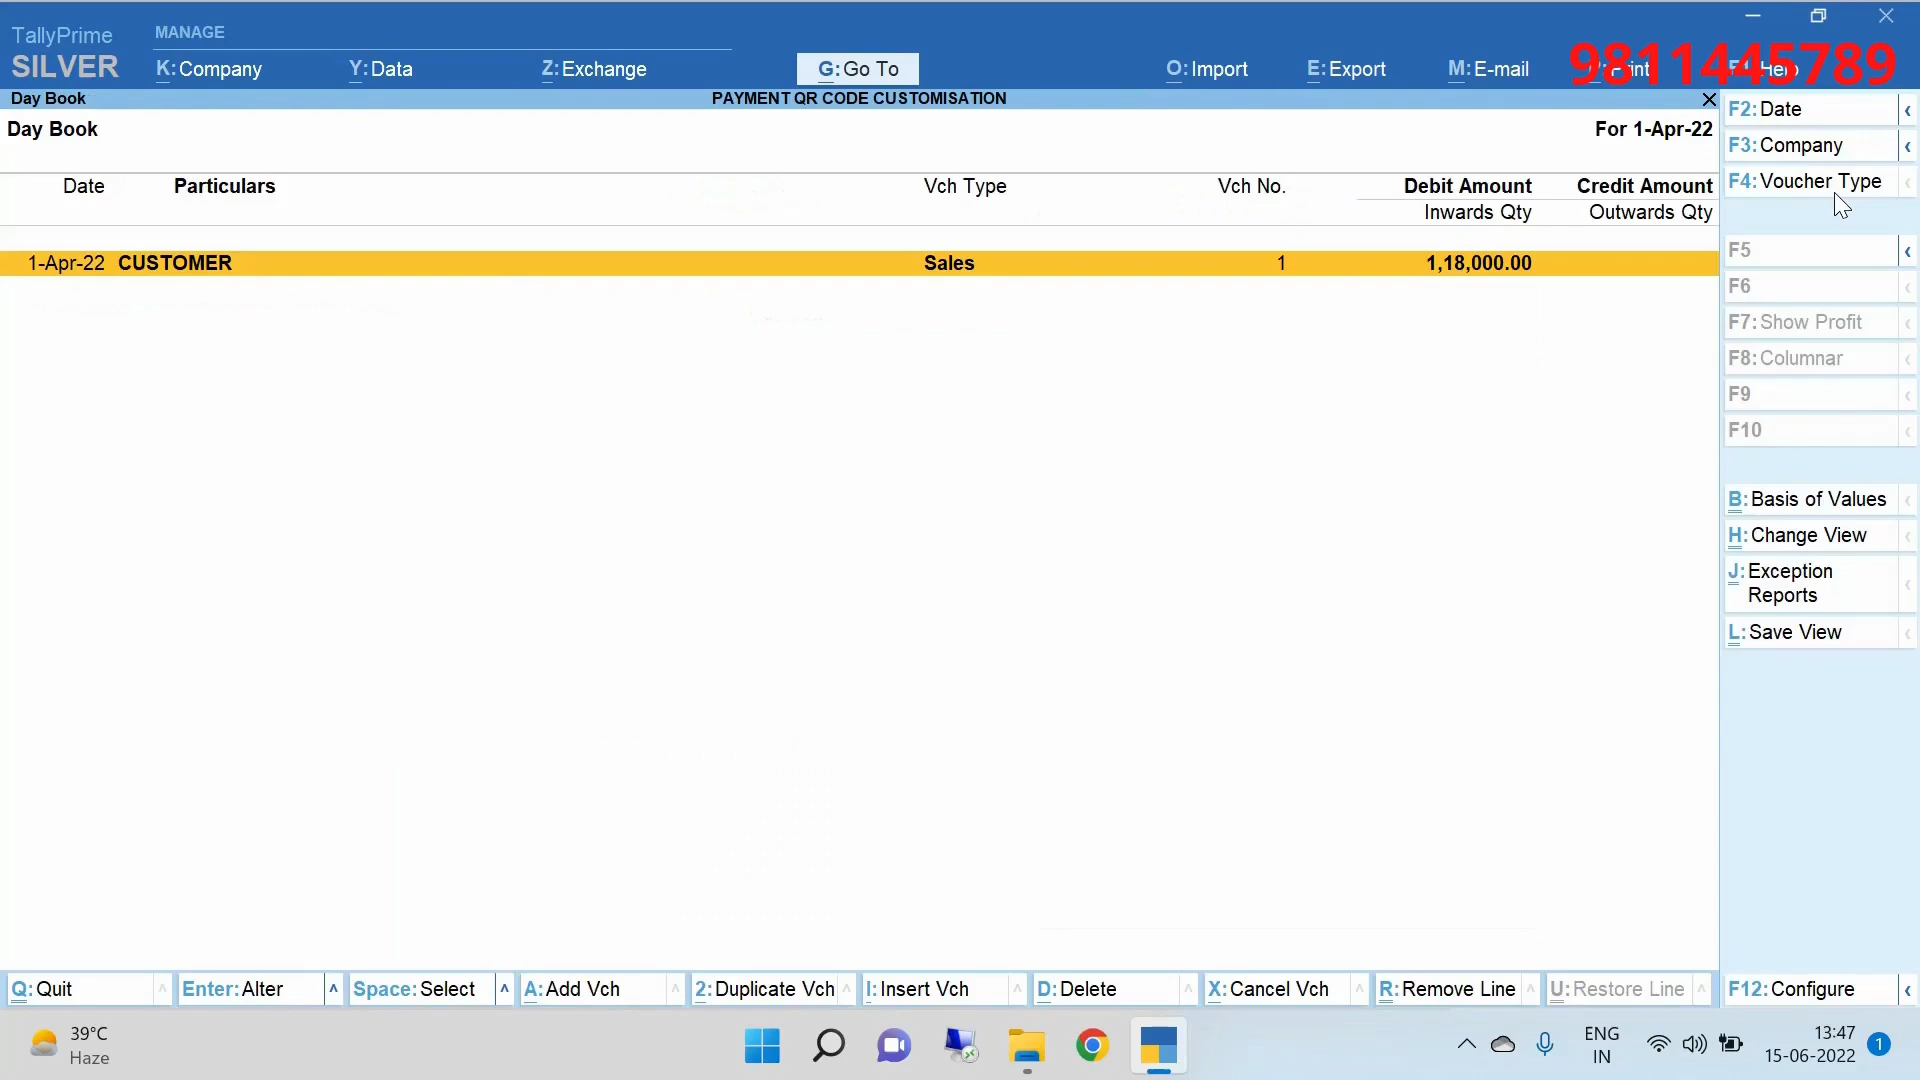 TallyPrime
SILVER
MANAGE
K:Company
Y:Data
Z:Exchange
G:Go To
O:Import
E:Export
M:E-mail
9811445789
Day Book
PAYMENT QR CODE CUSTOMISATION
Day Book
For 1-Apr-22
Date Particulars Vch Type Vch No. Debit Amount Credit Amount
Inwards Qty Outwards Qty
1-Apr-22 CUSTOMER Sales 1 1,18,000.00
F2:Date
F3:Company
F4:Voucher Type
F5
F6
F7:Show Profit
F8:Columnar
F9
F10
B:Basis of Values
H:Change View
J:Exception
Reports
L:Save View
F12:Configure
Q:Quit
Enter:Alter
Space:Select
A:Add Vch
2:Duplicate Vch
I:Insert Vch
D:Delete
X:Cancel Vch
R:Remove Line
U:Restore Line
39°C
Haze
ENG
IN
13:47
15-06-2022
1